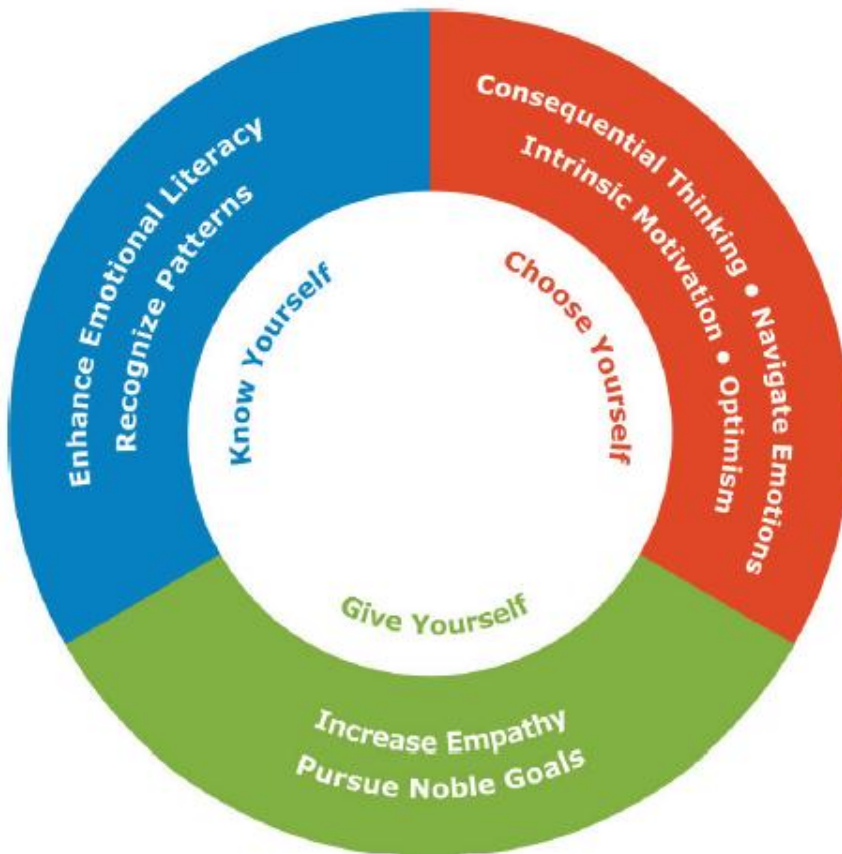 Enhance Emotional Literacy
Recognize Patterns
Know Yourself
Consequential Thinking • Navigate Emotions
Intrinsic Motivation • Optimism
Choose Yourself
Give Yourself
Increase Empathy
Pursue Noble Goals